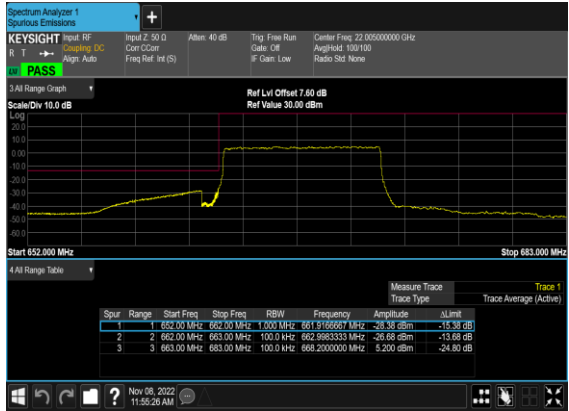 Spectrum Analyzer 1
Spurious Emissions
KEYSIGHT Input: RF Input Z: 50 Ω Atten: 40 dB Trig: Free Run Center Freq: 22.005000000 GHz
R T Coupling: DC Corr CCorr Gate: Off Avg|Hold: 100/100
Align: Auto Freq Ref: Int (S) IF Gain: Low Radio Std: None
LNI PASS
3 All Range Graph Ref Lvl Offset 7.60 dB
Scale/Div 10.0 dB Ref Value 30.00 dBm
Log
20.0
10.0
0.00
-10.0
-20.0
-30.0
-40.0
-50.0
-60.0
Start 652.000 MHz Stop 683.000 MHz
4 All Range Table
Measure Trace Trace 1
Trace Type Trace Average (Active)
Spur Range Start Freq Stop Freq RBW Frequency Amplitude ΔLimit
1 1 652.00 MHz 662.00 MHz 1.000 MHz 661.9166667 MHz -28.38 dBm -15.38 dB
2 2 662.00 MHz 663.00 MHz 100.0 kHz 662.9983333 MHz -26.68 dBm -13.68 dB
3 3 663.00 MHz 683.00 MHz 100.0 kHz 668.2000000 MHz 5.200 dBm -24.80 dB
? Nov 08, 2022
11:55:26 AM